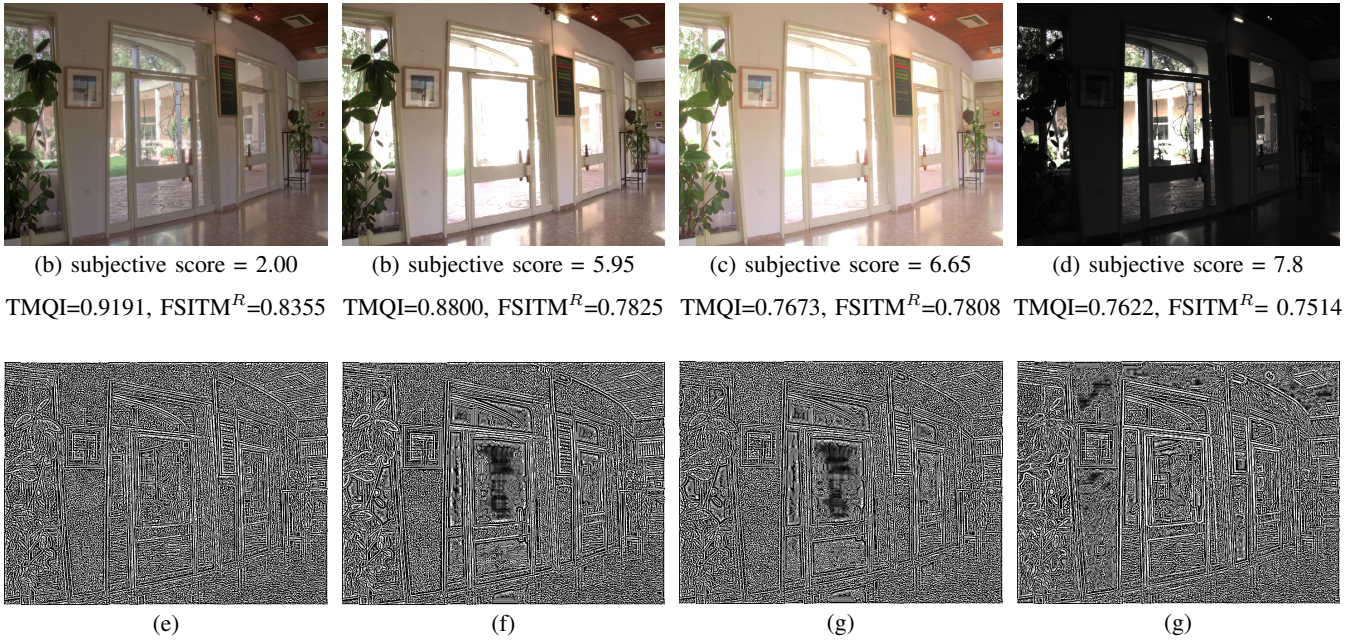 (b) subjective score = 2.00
(b) subjective score = 5.95
(c) subjective score = 6.65
(d) subjective score = 7.8
TMQI=0.9191, FSITM^R=0.8355
TMQI=0.8800, FSITM^R=0.7825
TMQI=0.7673, FSITM^R=0.7808
TMQI=0.7622, FSITM^R= 0.7514
(e)
(f)
(g)
(g)